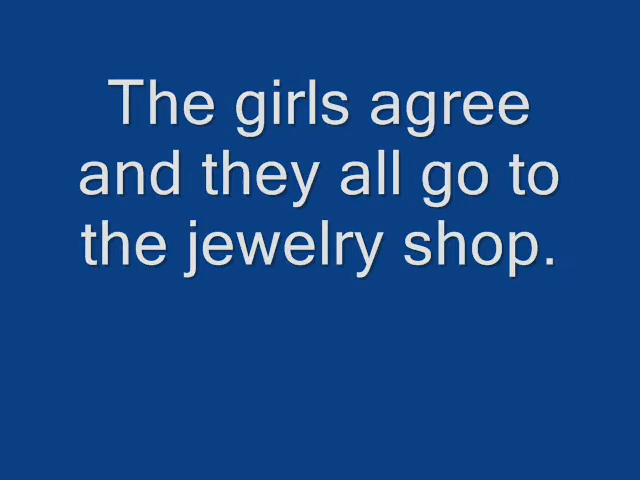 The girls agree
and they all go to
the jewelry shop.